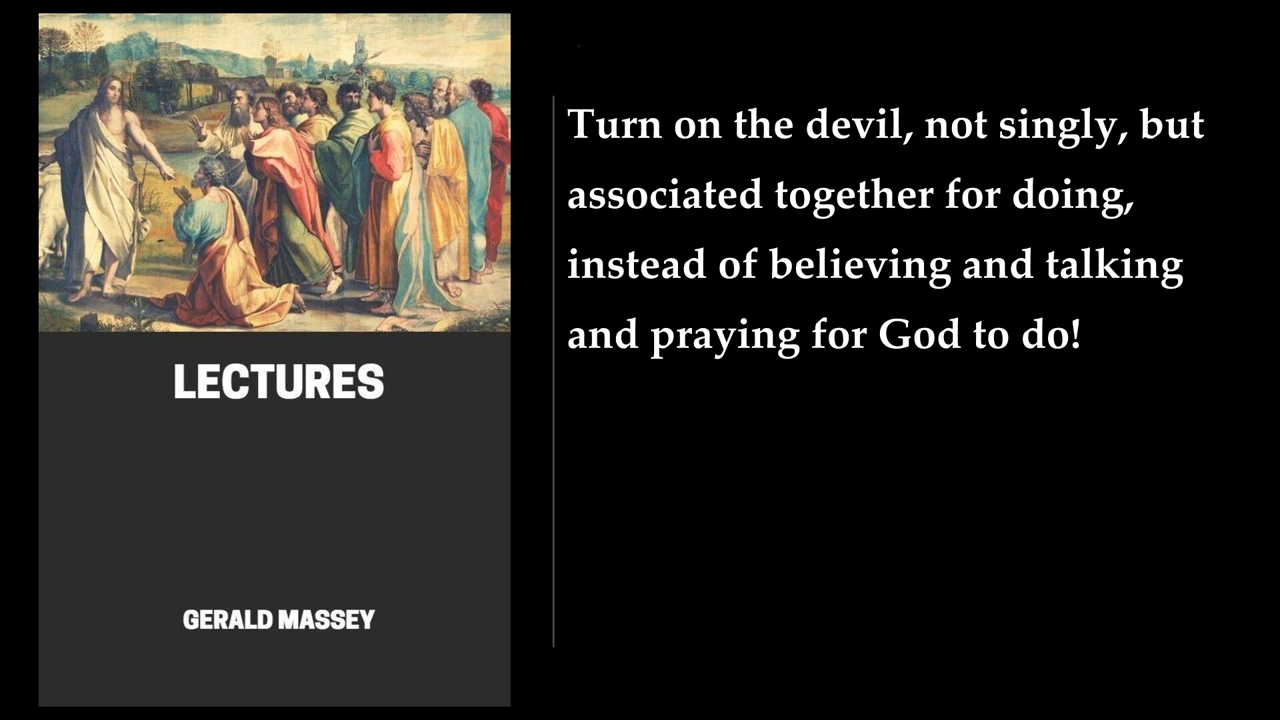 LECTURES
GERALD MASSEY
Turn on the devil, not singly, but
associated together for doing,
instead of believing and talking
and praying for God to do!